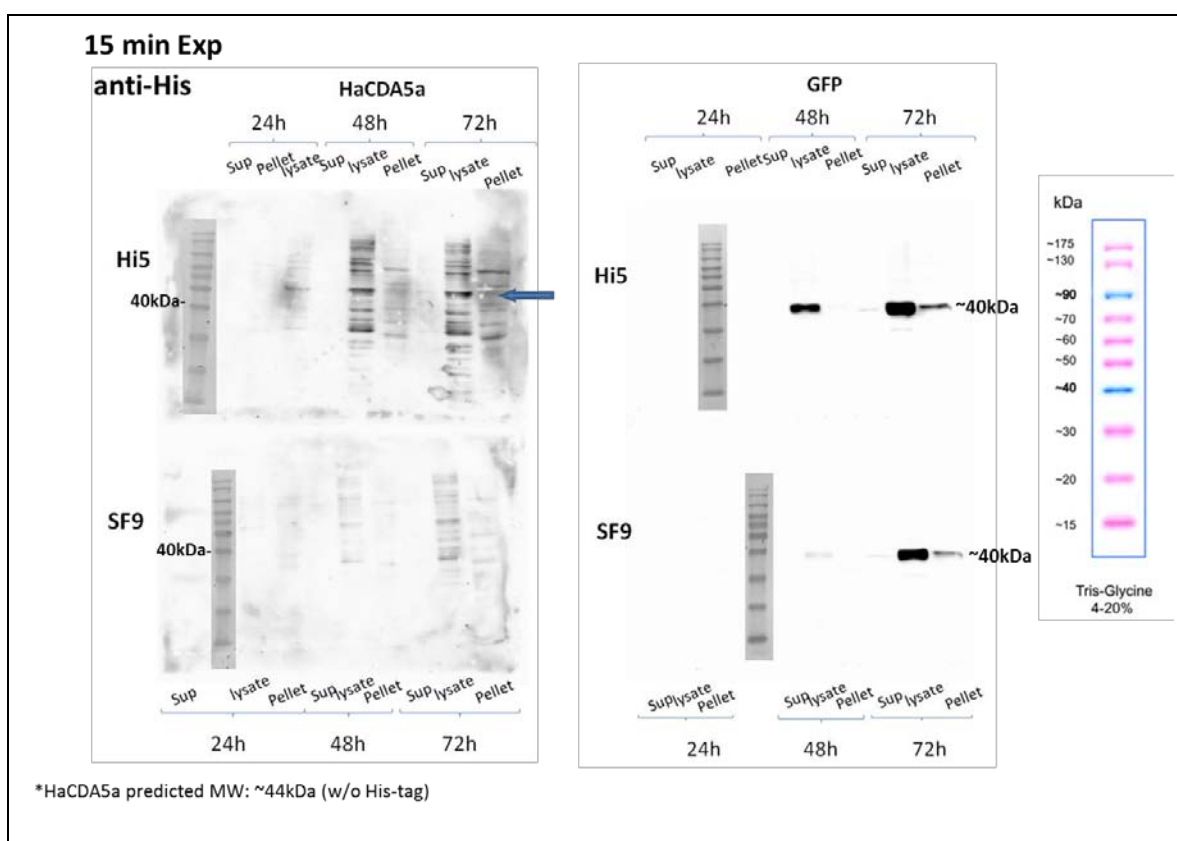 15 min Exp
anti-His
HaCDA5a
24h 48h 72h
Sup Pellet lysate Sup lysate Pellet Sup lysate Pellet
Hi5
40kDa-
SF9
40kDa-
Sup lysate Pellet Sup lysate Pellet Sup lysate Pellet
24h 48h 72h
GFP
24h 48h 72h
Sup lysate Pellet Sup lysate Pellet Sup lysate Pellet
Hi5
~40kDa
SF9
~40kDa
Sup lysate Pellet Sup lysate Pellet Sup lysate Pellet
24h 48h 72h
kDa
~175
~130
~90
~70
~60
~50
~40
~30
~20
~15
Tris-Glycine
4-20%
*HaCDA5a predicted MW: ~44kDa (w/o His-tag)